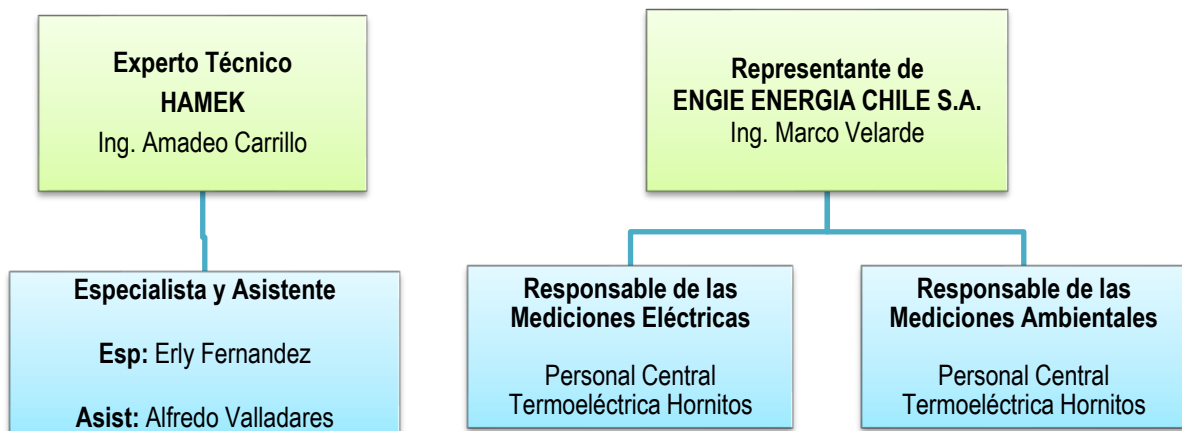 Experto Técnico
HAMEK
Ing. Amadeo Carrillo
Representante de
ENGIE ENERGIA CHILE S.A.
Ing. Marco Velarde
Especialista y Asistente
Esp: Erly Fernandez
Asist: Alfredo Valladares
Responsable de las
Mediciones Eléctricas
Personal Central
Termoeléctrica Hornitos
Responsable de las
Mediciones Ambientales
Personal Central
Termoeléctrica Hornitos